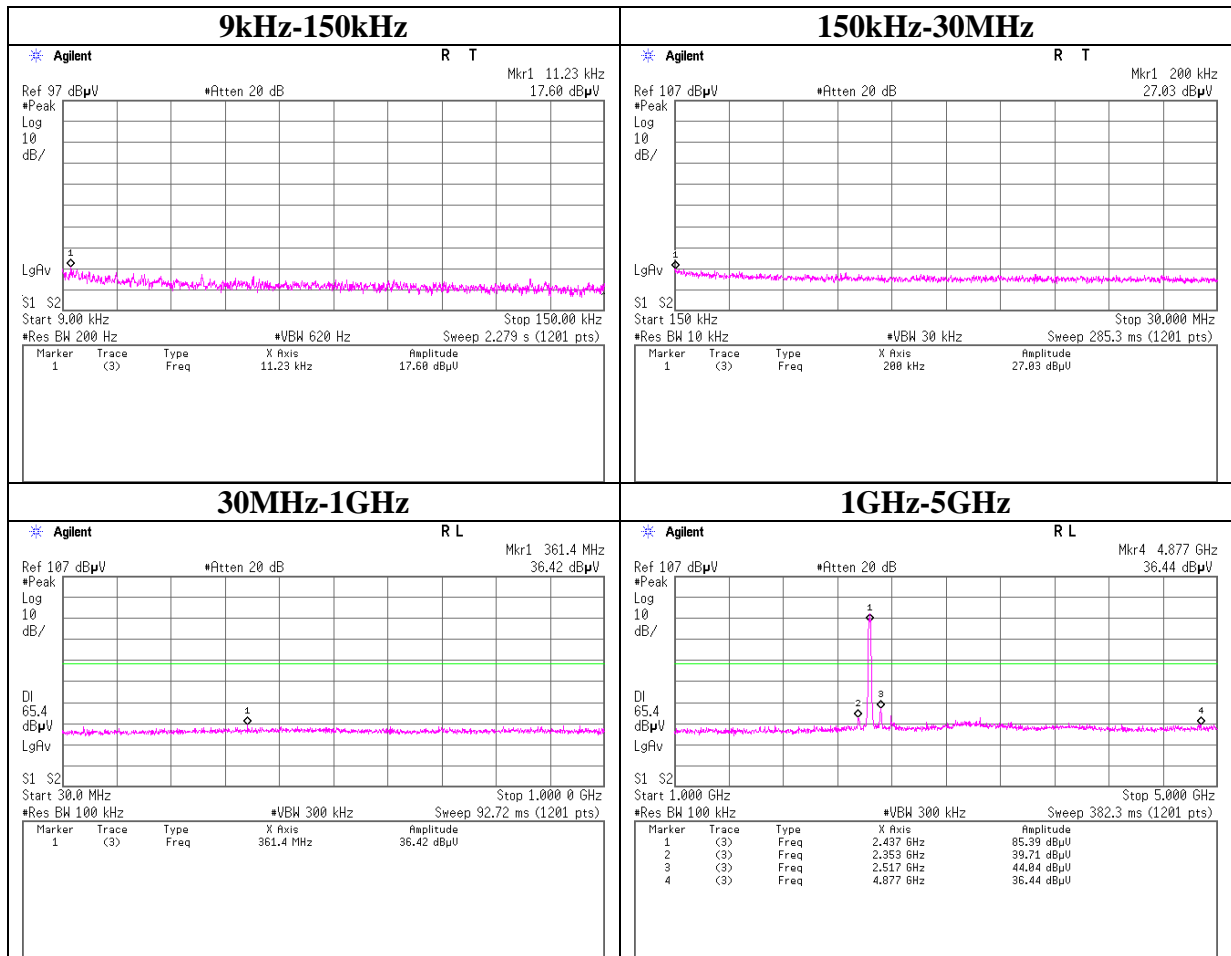 9kHz-150kHz
Agilent R T
Mkr1 11.23 kHz
Ref 97 dBµV #Atten 20 dB 17.60 dBµV
#Peak
Log
10
dB/
1
LgAv
S1 S2
Start 9.00 kHz Stop 150.00 kHz
#Res BW 200 Hz #VBW 620 Hz Sweep 2.279 s (1201 pts)
Marker Trace Type X Axis Amplitude
1 (3) Freq 11.23 kHz 17.60 dBµV
150kHz-30MHz
Agilent R T
Mkr1 200 kHz
Ref 107 dBµV #Atten 20 dB 27.03 dBµV
#Peak
Log
10
dB/
1
LgAv
S1 S2
Start 150 kHz Stop 30.000 MHz
#Res BW 10 kHz #VBW 30 kHz Sweep 285.3 ms (1201 pts)
Marker Trace Type X Axis Amplitude
1 (3) Freq 200 kHz 27.03 dBµV
30MHz-1GHz
Agilent R L
Mkr1 361.4 MHz
Ref 107 dBµV #Atten 20 dB 36.42 dBµV
#Peak
Log
10
dB/
DI
65.4
dBµV
1
LgAv
S1 S2
Start 30.0 MHz Stop 1.000 0 GHz
#Res BW 100 kHz #VBW 300 kHz Sweep 92.72 ms (1201 pts)
Marker Trace Type X Axis Amplitude
1 (3) Freq 361.4 MHz 36.42 dBµV
1GHz-5GHz
Agilent R L
Mkr4 4.877 GHz
Ref 107 dBµV #Atten 20 dB 36.44 dBµV
#Peak
Log
10
dB/
1
DI
65.4
dBµV
2 3 4
LgAv
S1 S2
Start 1.000 GHz Stop 5.000 GHz
#Res BW 100 kHz #VBW 300 kHz Sweep 382.3 ms (1201 pts)
Marker Trace Type X Axis Amplitude
1 (3) Freq 2.437 GHz 85.39 dBµV
2 (3) Freq 2.353 GHz 39.71 dBµV
3 (3) Freq 2.517 GHz 44.04 dBµV
4 (3) Freq 4.877 GHz 36.44 dBµV